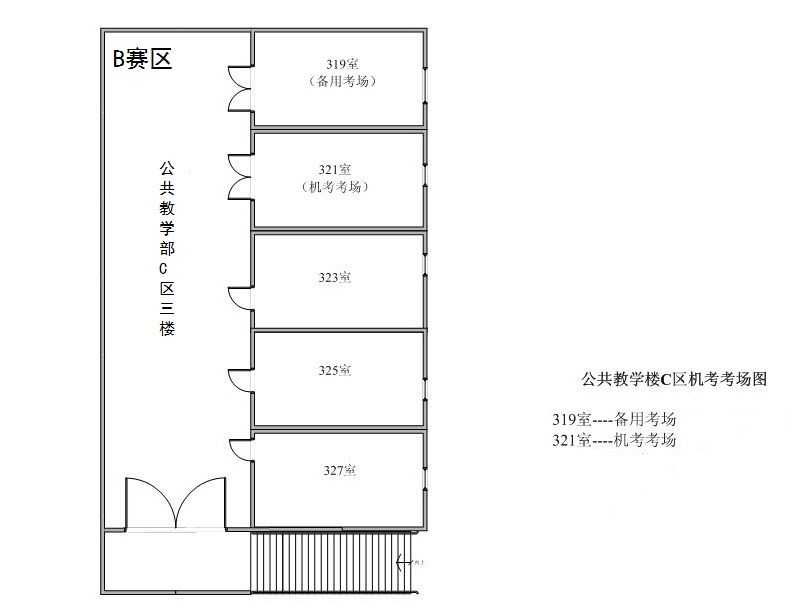 B赛区
319室
（备用考场）
321室
（机考考场）
公共教学部C区三楼
323室
325室
327室
公共教学楼C区机考考场图
319室----备用考场
321室----机考考场